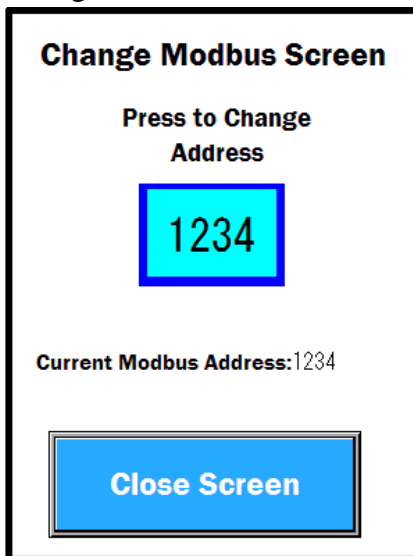 Change Modbus Screen
Press to Change
Address
1234
Current Modbus Address:1234
Close Screen